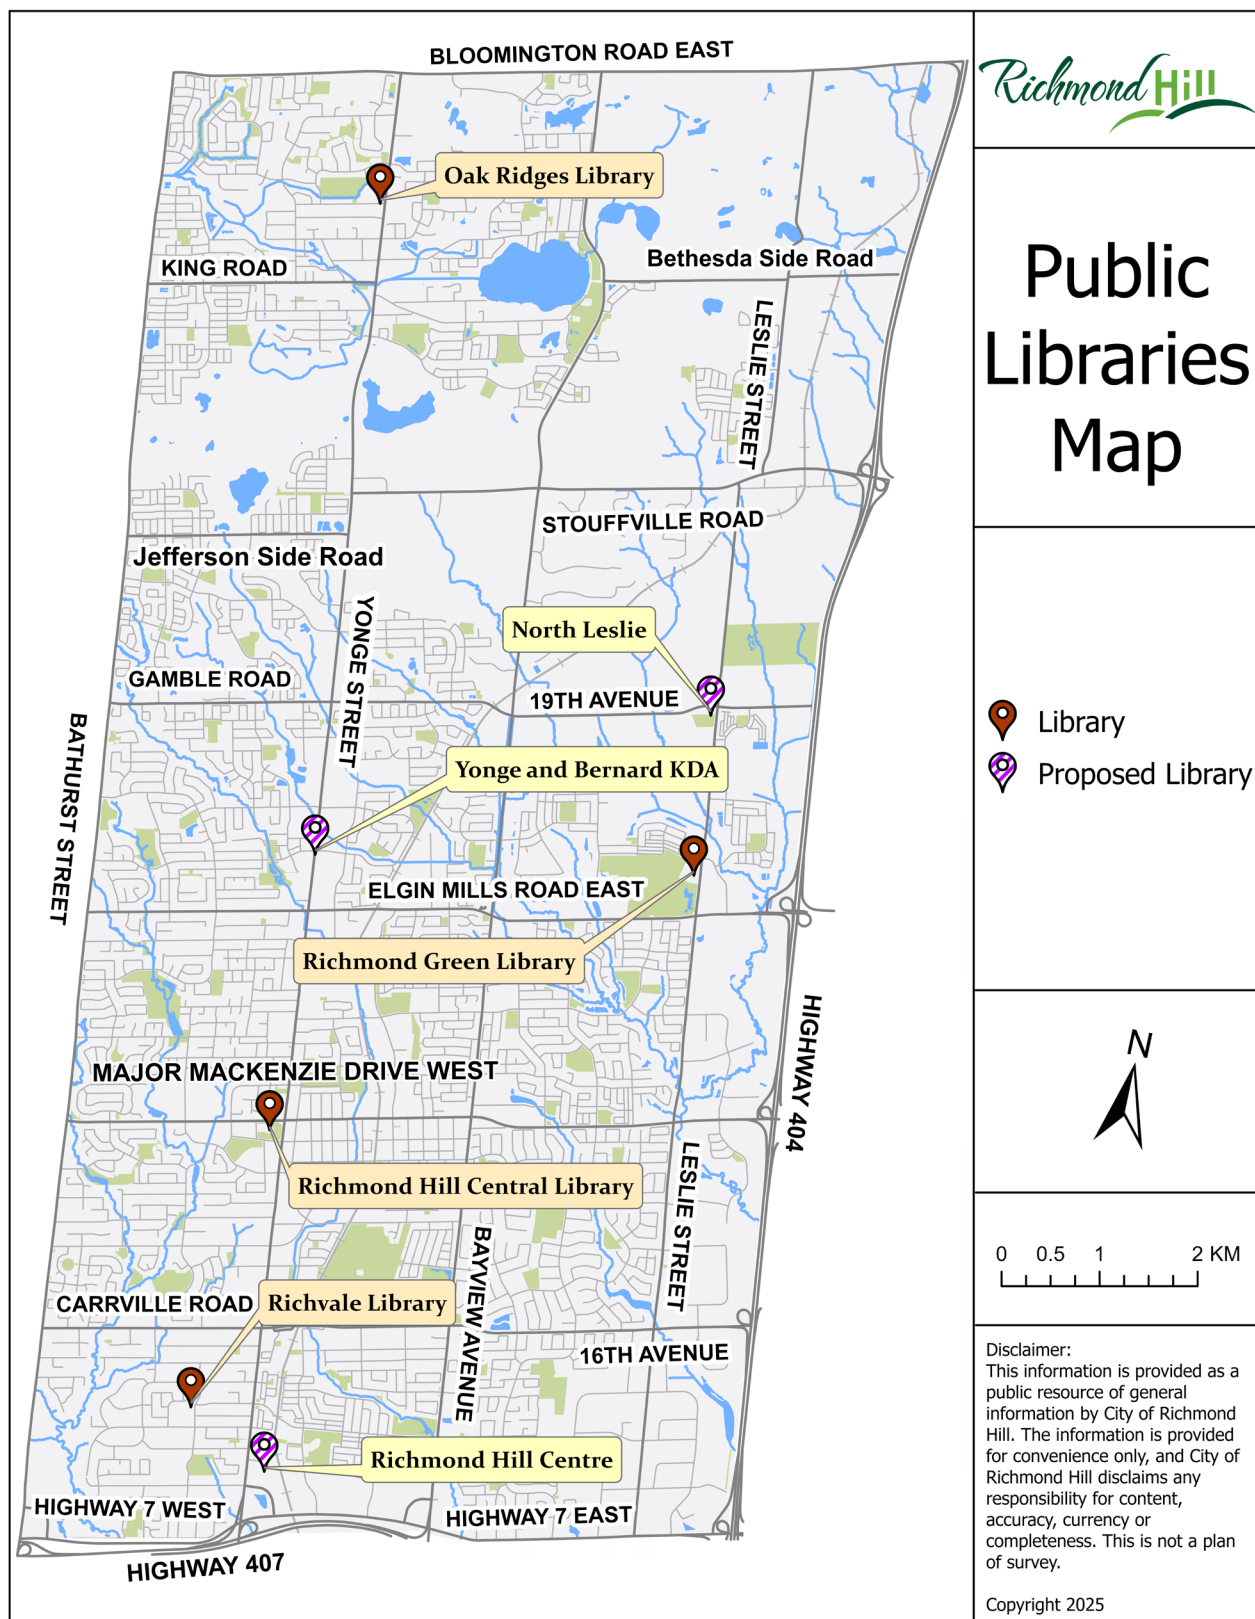 BLOOMINGTON ROAD EAST
Oak Ridges Library
KING ROAD
Bethesda Side Road
LESLIE STREET
STOUFFVILLE ROAD
Jefferson Side Road
YONGE STREET
North Leslie
GAMBLE ROAD
19TH AVENUE
BATHURST STREET
Yonge and Bernard KDA
ELGIN MILLS ROAD EAST
Richmond Green Library
HIGHWAY 404
MAJOR MACKENZIE DRIVE WEST
Richmond Hill Central Library
LESLIE STREET
BAYVIEW AVENUE
CARRVILLE ROAD
Richvale Library
16TH AVENUE
Richmond Hill Centre
HIGHWAY 7 WEST
HIGHWAY 7 EAST
HIGHWAY 407
Richmond Hill
Public
Libraries
Map
Library
Proposed Library
N
0 0.5 1 2 KM
Disclaimer:
This information is provided as a
public resource of general
information by City of Richmond
Hill. The information is provided
for convenience only, and City of
Richmond Hill disclaims any
responsibility for content,
accuracy, currency or
completeness. This is not a plan
of survey.
Copyright 2025